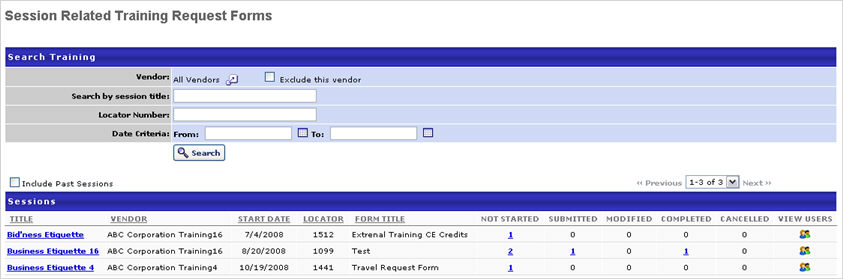 Session Related Training Request Forms
Search Training
Vendor: All Vendors Exclude this vendor
Search by session title:
Locator Number:
Date Criteria: From: To:
Search
Include Past Sessions ‹‹ Previous 1-3 of 3 Next ››
Sessions
TITLE VENDOR START DATE LOCATOR FORM TITLE NOT STARTED SUBMITTED MODIFIED COMPLETED CANCELLED VIEW USERS
Bid'ness Etiquette ABC Corporation Training16 7/4/2008 1512 Extrenal Training CE Credits 1 0 0 0 0
Business Etiquette 16 ABC Corporation Training16 8/20/2008 1099 Test 2 1 0 1 0
Business Etiquette 4 ABC Corporation Training4 10/19/2008 1441 Travel Request Form 1 0 0 0 0